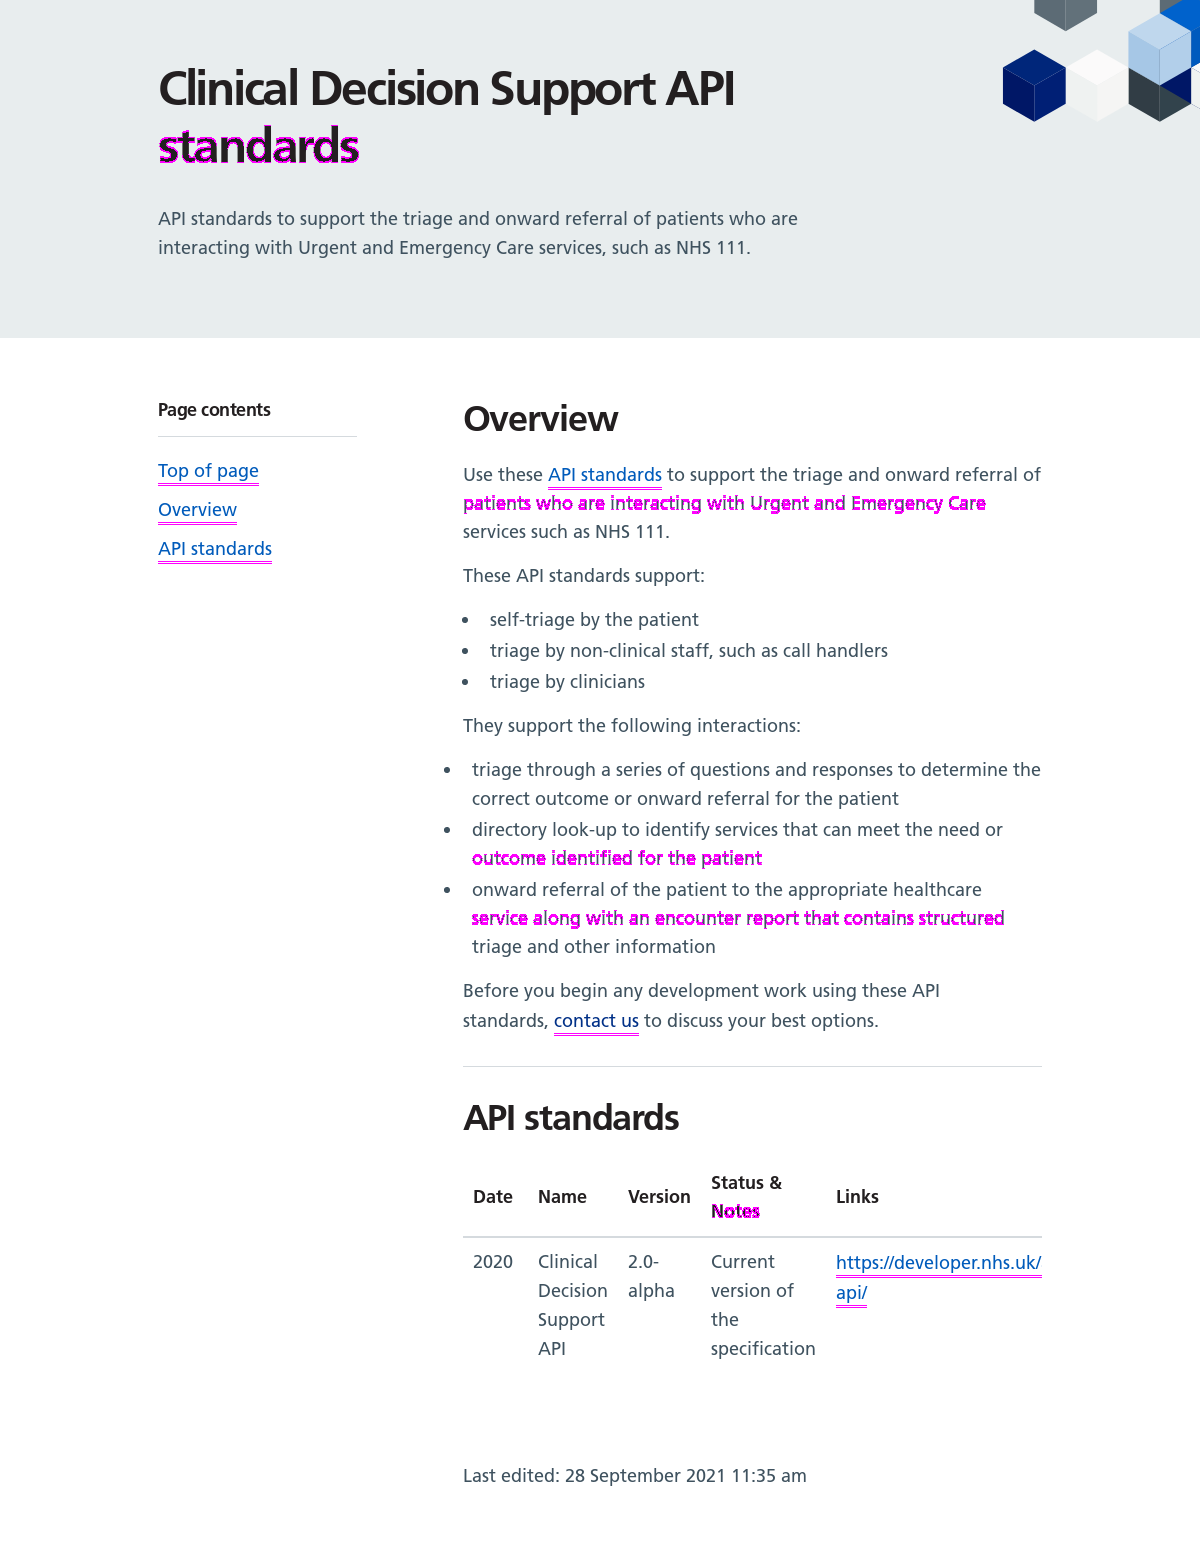 Clinical Decision Support API
standards
API standards to support the triage and onward referral of patients who are
interacting with Urgent and Emergency Care services, such as NHS 111.
Page contents
Top of page
Overview
API standards
Overview
Use these API standards to support the triage and onward referral of
patients who are interacting with Urgent and Emergency Care
services such as NHS 111.
These API standards support:
• self-triage by the patient
• triage by non-clinical staff, such as call handlers
• triage by clinicians
They support the following interactions:
• triage through a series of questions and responses to determine the
correct outcome or onward referral for the patient
• directory look-up to identify services that can meet the need or
outcome identified for the patient
• onward referral of the patient to the appropriate healthcare
service along with an encounter report that contains structured
triage and other information
Before you begin any development work using these API
standards, contact us to discuss your best options.
API standards
Date Name Version Status & Links
Notes
2020 Clinical 2.0- Current https://developer.nhs.uk/
Decision alpha version of api/
Support the
API specification
Last edited: 28 September 2021 11:35 am